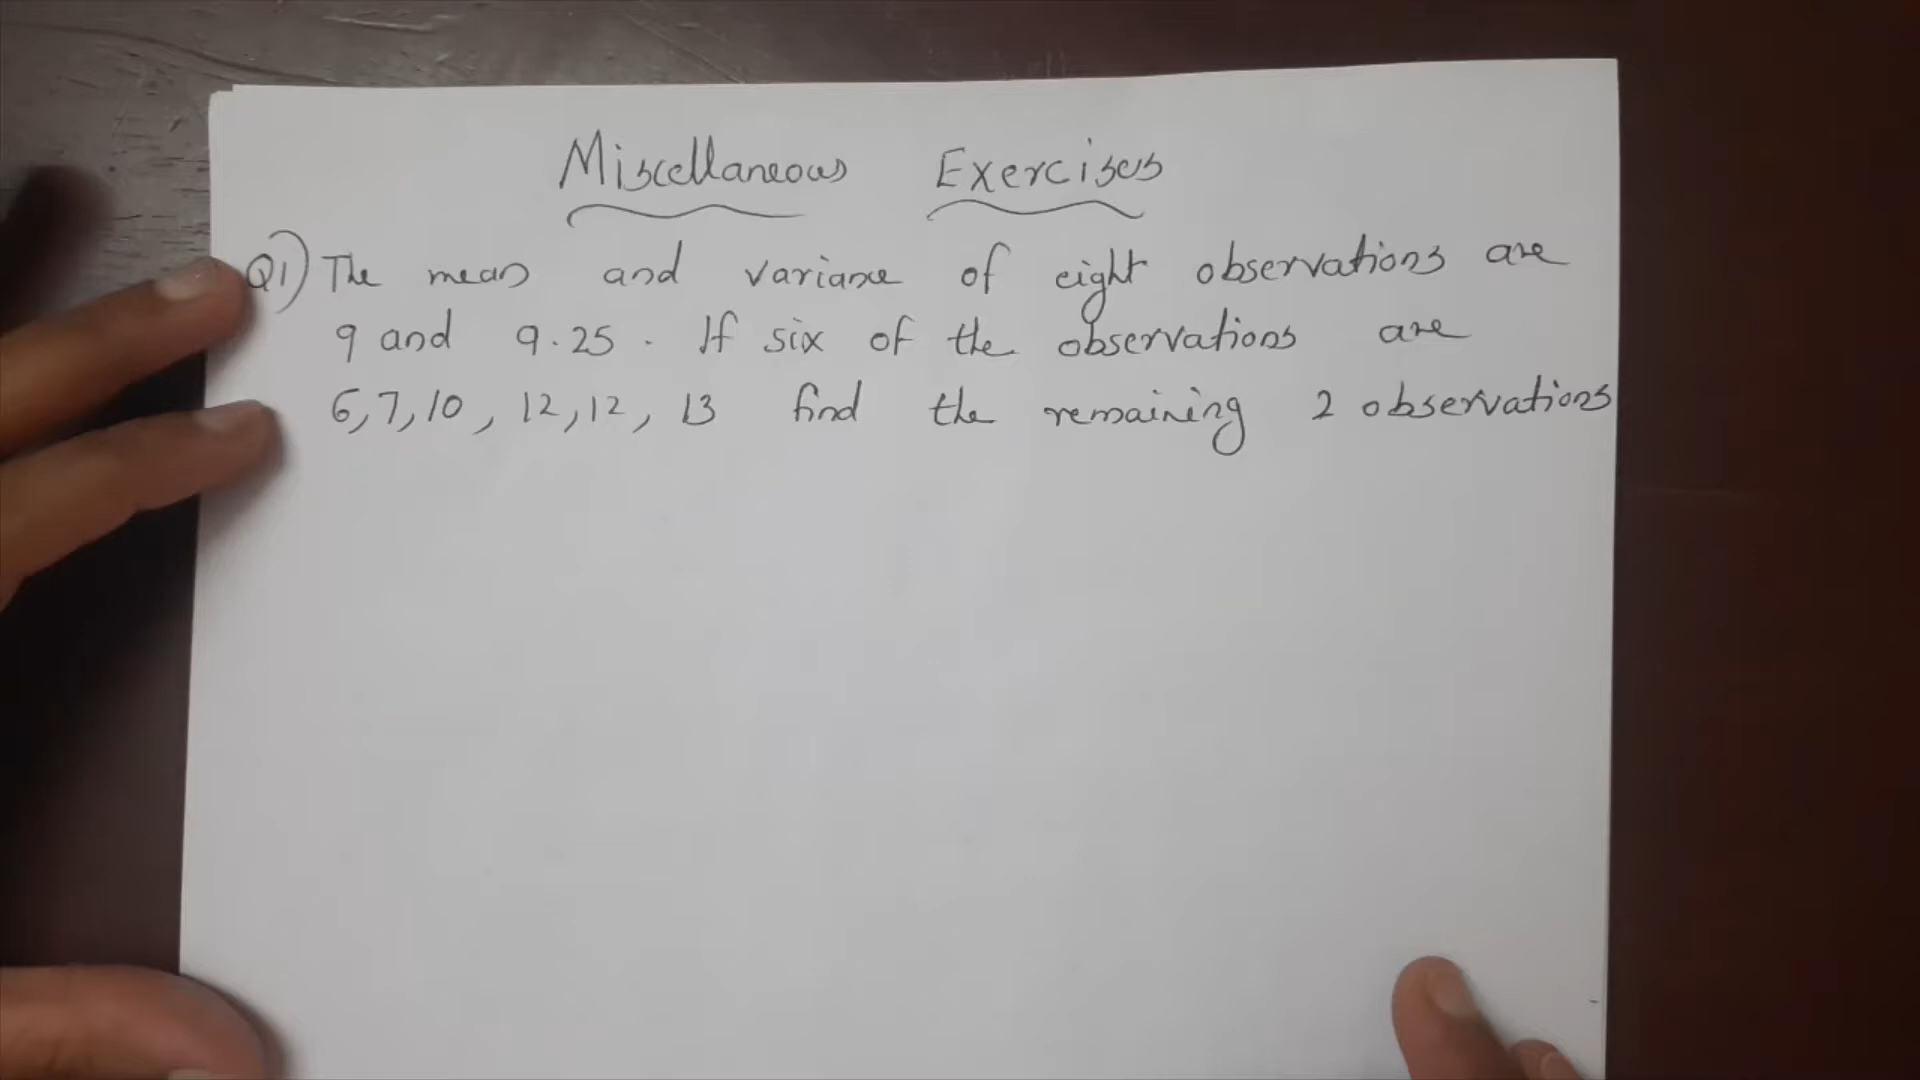 Miscellaneous Exercises
Q1) The mean and variance of eight observations are
9 and 9.25. If six of the observations are
6,7,10, 12,12, 13 find the remaining 2 observations